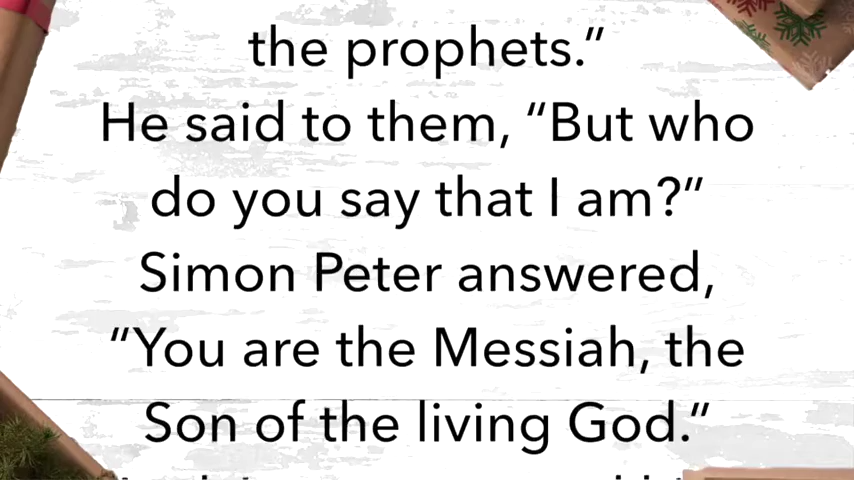 the prophets.”
He said to them, “But who
do you say that I am?”
Simon Peter answered,
“You are the Messiah, the
Son of the living God.”